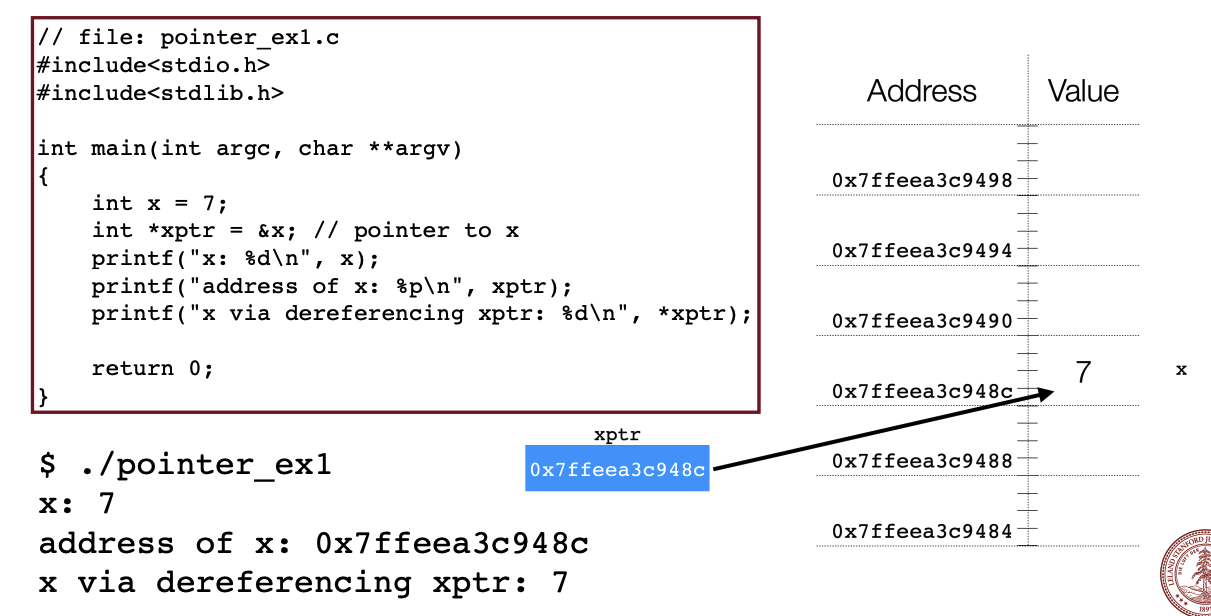 // file: pointer_ex1.c
#include<stdio.h>
#include<stdlib.h>

int main(int argc, char **argv)
{
    int x = 7;
    int *xptr = &x; // pointer to x
    printf("x: %d\n", x);
    printf("address of x: %p\n", xptr);
    printf("x via dereferencing xptr: %d\n", *xptr);

    return 0;
}
$ ./pointer_ex1
x: 7
address of x: 0x7ffeea3c948c
x via dereferencing xptr: 7
xptr
0x7ffeea3c948c
Address Value
0x7ffeea3c9498
0x7ffeea3c9494
0x7ffeea3c9490
0x7ffeea3c948c 7 x
0x7ffeea3c9488
0x7ffeea3c9484